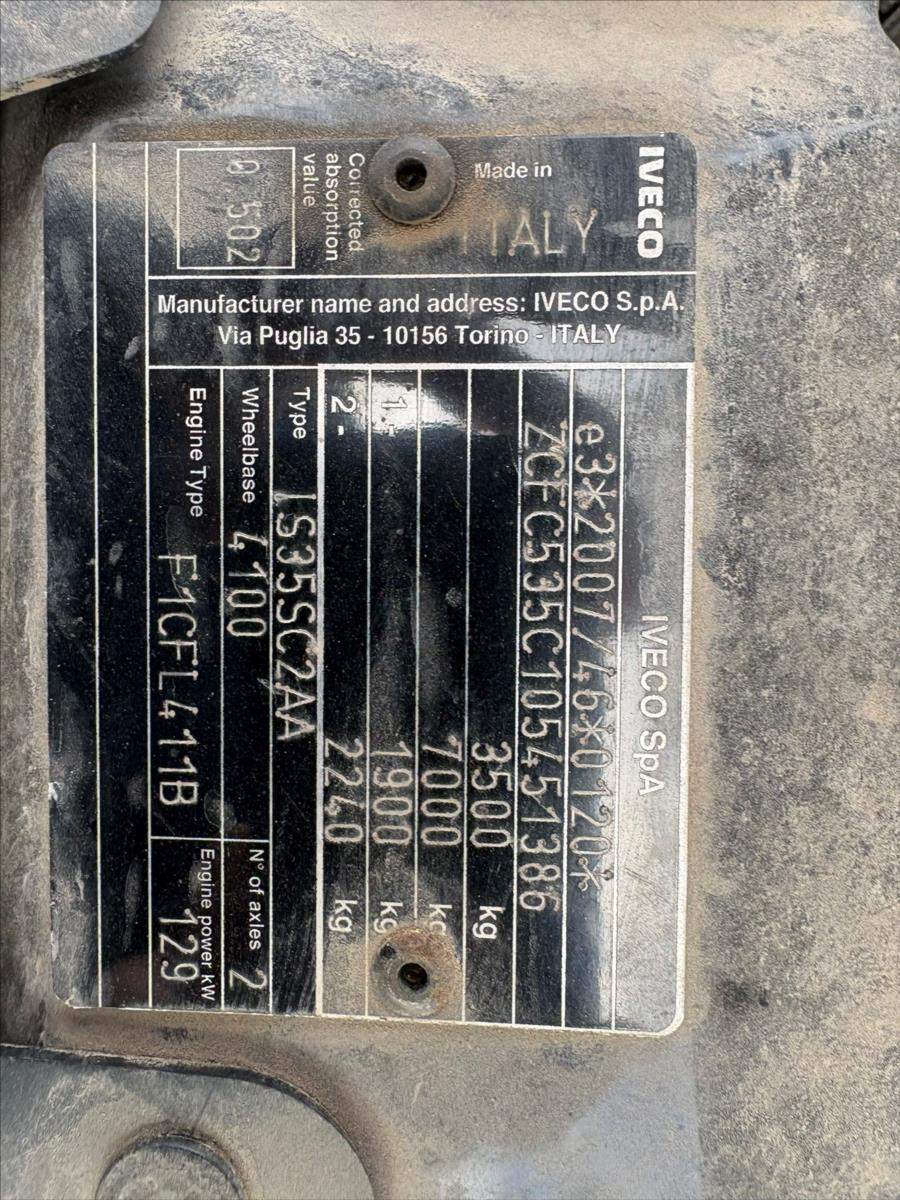 IVECO SpA
e3*2007/46*0120*
ZCFC535C105451386
3500 kg
7000 kg
1- 1900 kg
2- 2240 kg
Type IS35SC2AA
Wheelbase 4100
N° of axles 2
Engine Type F1CFL411B
Engine power kW 129
Manufacturer name and address: IVECO S.p.A.
Via Puglia 35 - 10156 Torino - ITALY
IVECO
Made in
ITALY
Corrected
absorption
value
0.502